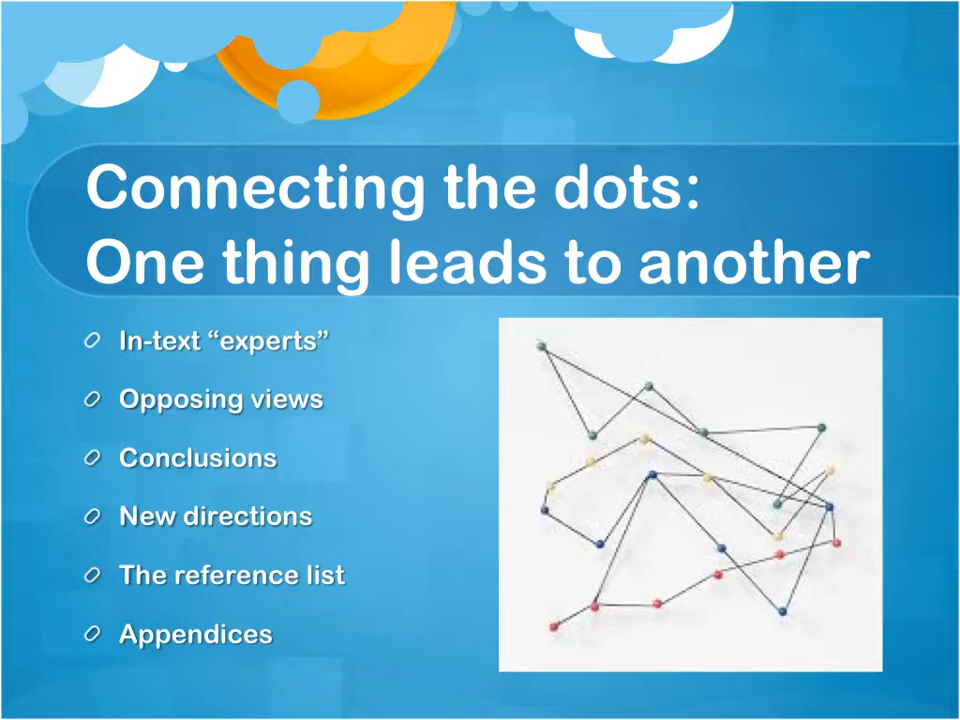 Connecting the dots:
One thing leads to another
In-text “experts”
Opposing views
Conclusions
New directions
The reference list
Appendices